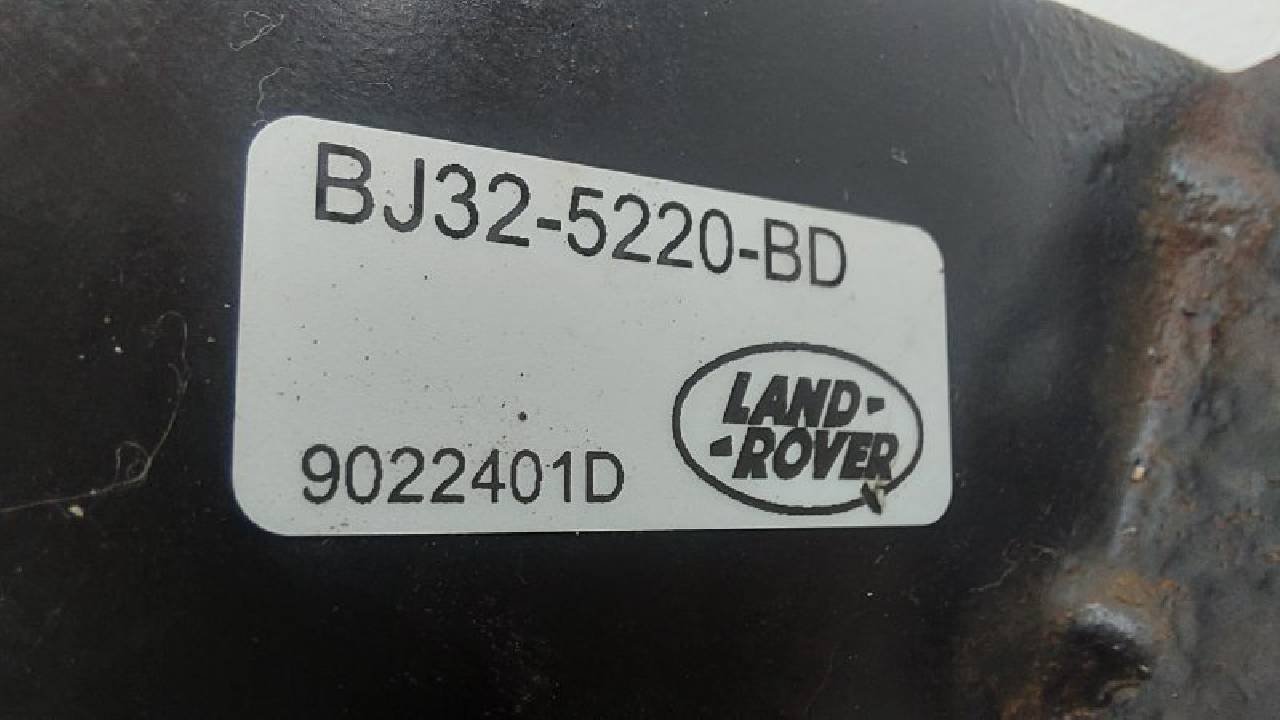 BJ32-5220-BD
LAND-
-ROVER
9022401D